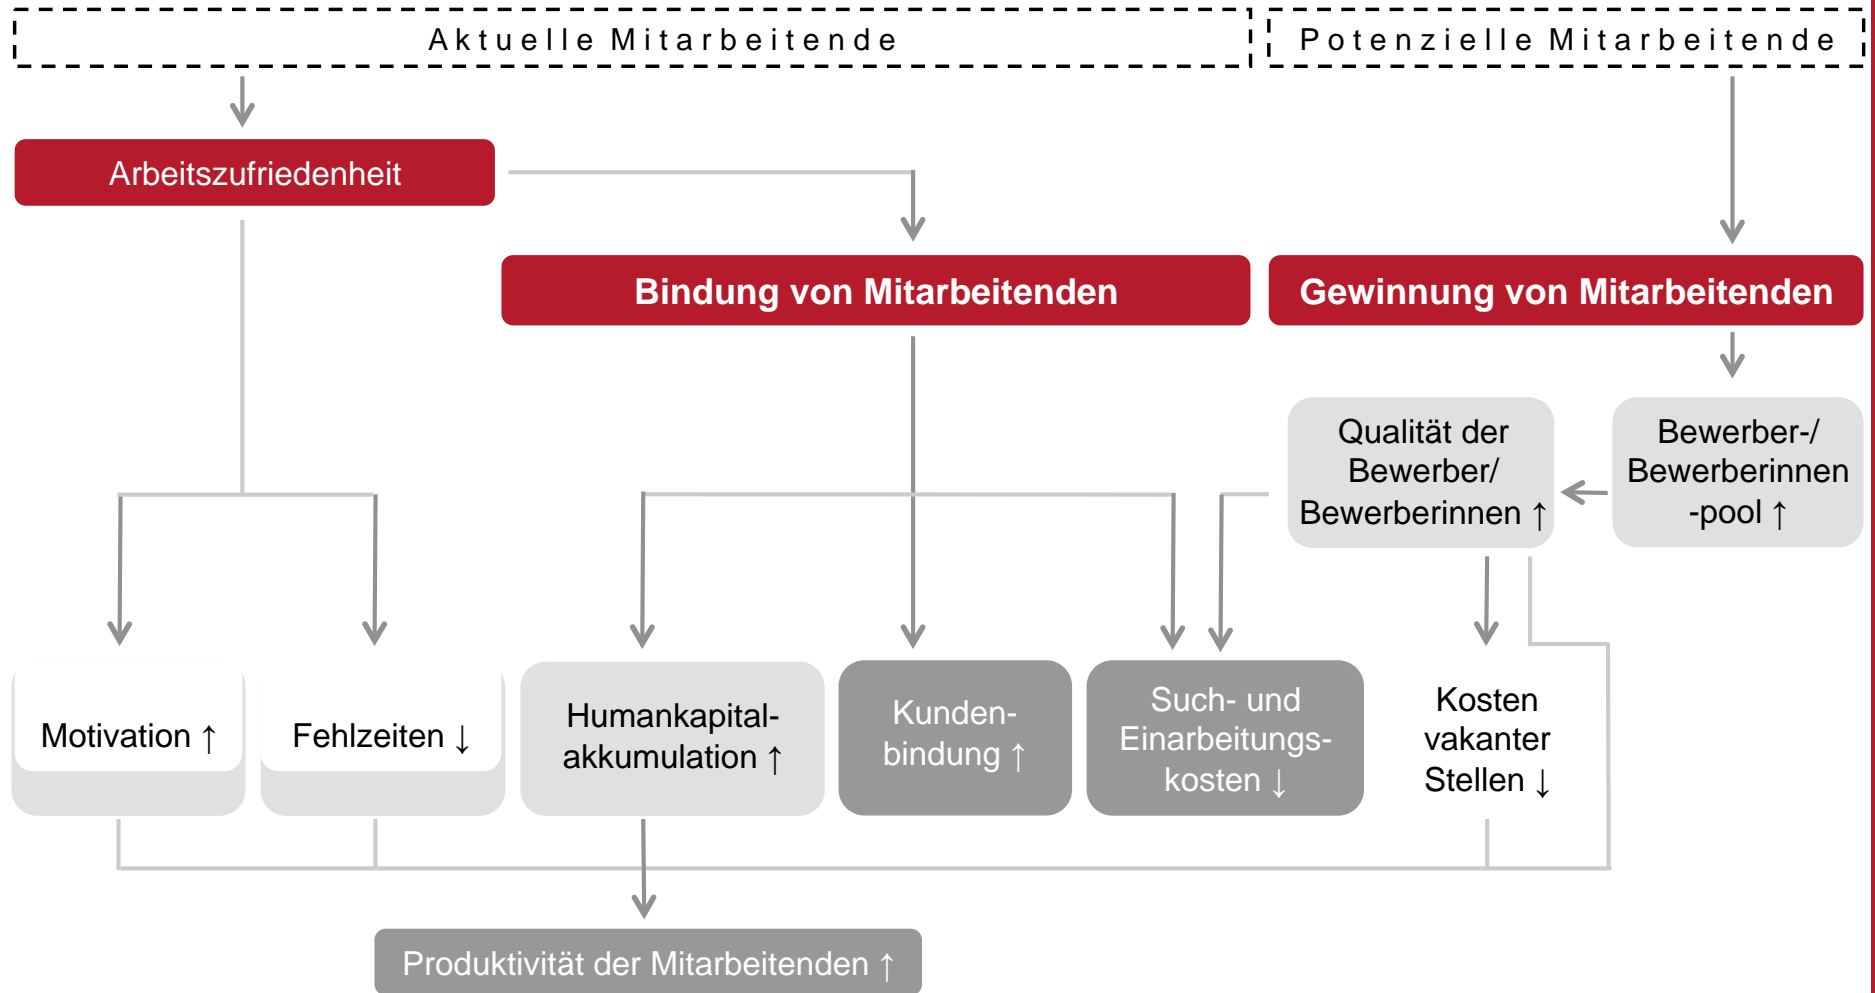 Aktuelle Mitarbeitende
Potenzielle Mitarbeitende
Arbeitszufriedenheit
Bindung von Mitarbeitenden
Gewinnung von Mitarbeitenden
Qualität der
Bewerber/
Bewerberinnen ↑
Bewerber-/
Bewerberinnen
-pool ↑
Motivation ↑
Fehlzeiten ↓
Humankapital-
akkumulation ↑
Kunden-
bindung ↑
Such- und
Einarbeitungs-
kosten ↓
Kosten
vakanter
Stellen ↓
Produktivität der Mitarbeitenden ↑